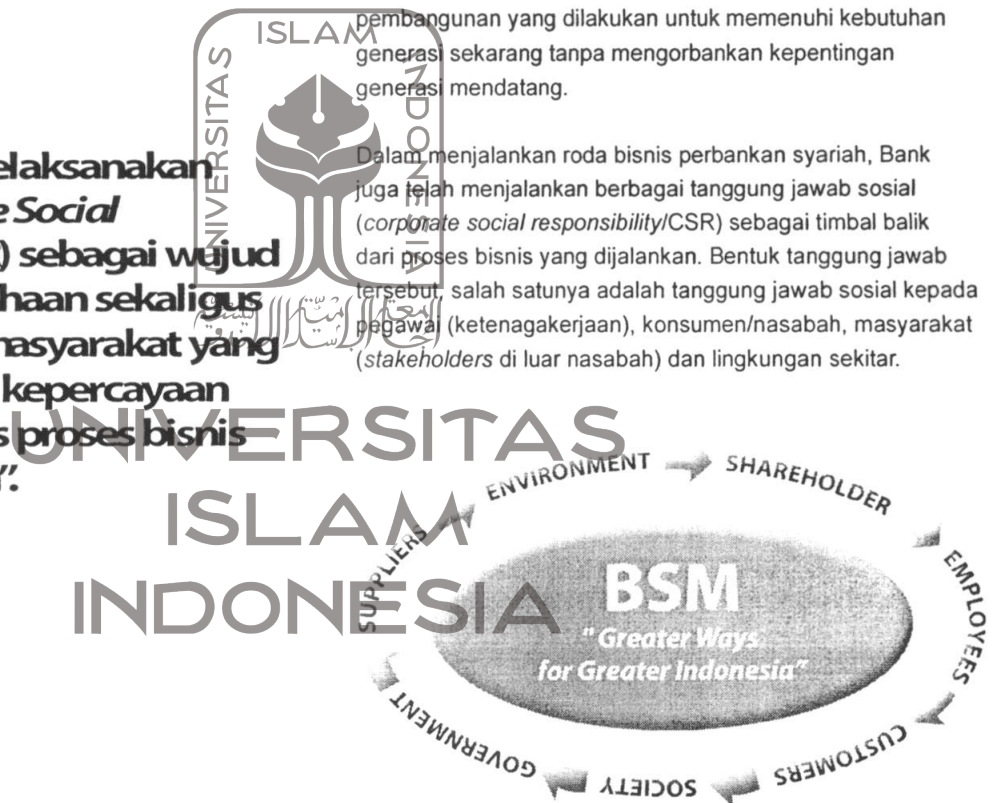 pembangunan yang dilakukan untuk memenuhi kebutuhan
generasi sekarang tanpa mengorbankan kepentingan
generasi mendatang.
elaksanakan
e Social
) sebagai wujud
haan sekaligus
masyarakat yang
kepercayaan
s proses bisnis
”.
Dalam menjalankan roda bisnis perbankan syariah, Bank
juga telah menjalankan berbagai tanggung jawab sosial
(corporate social responsibility/CSR) sebagai timbal balik
dari proses bisnis yang dijalankan. Bentuk tanggung jawab
tersebut, salah satunya adalah tanggung jawab sosial kepada
pegawai (ketenagakerjaan), konsumen/nasabah, masyarakat
(stakeholders di luar nasabah) dan lingkungan sekitar.
ISLAM
UNIVERSITAS
INDONESIA
UNIVERSITAS
ISLAM
INDONESIA
ENVIRONMENT
SHAREHOLDER
EMPLOYEES
CUSTOMERS
SOCIETY
GOVERNMENT
SUPPLIERS
BSM
" Greater Ways
for Greater Indonesia”